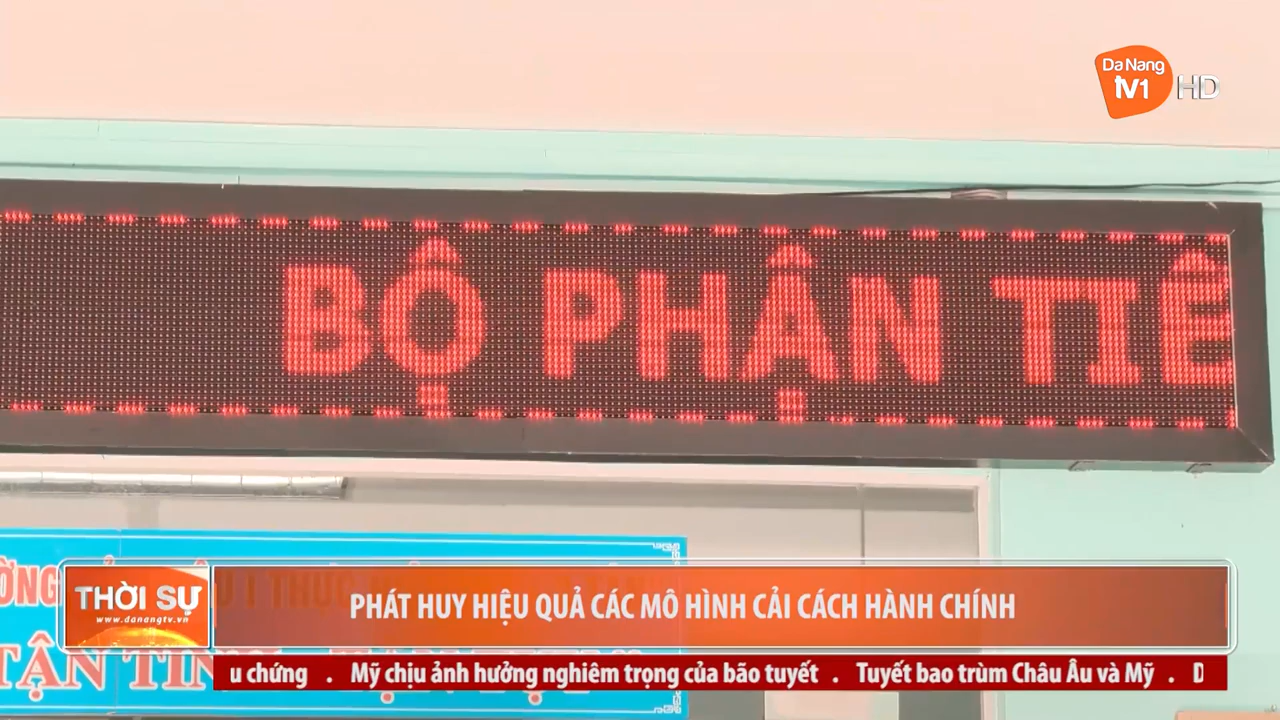 Da Nang
TV1 HD
BỘ PHẬN TIÊ
THỜI SỰ
www.danangtv.vn
PHÁT HUY HIỆU QUẢ CÁC MÔ HÌNH CẢI CÁCH HÀNH CHÍNH
TẬN
u chứng . Mỹ chịu ảnh hưởng nghiêm trọng của bão tuyết . Tuyết bao trùm Châu Âu và Mỹ . D